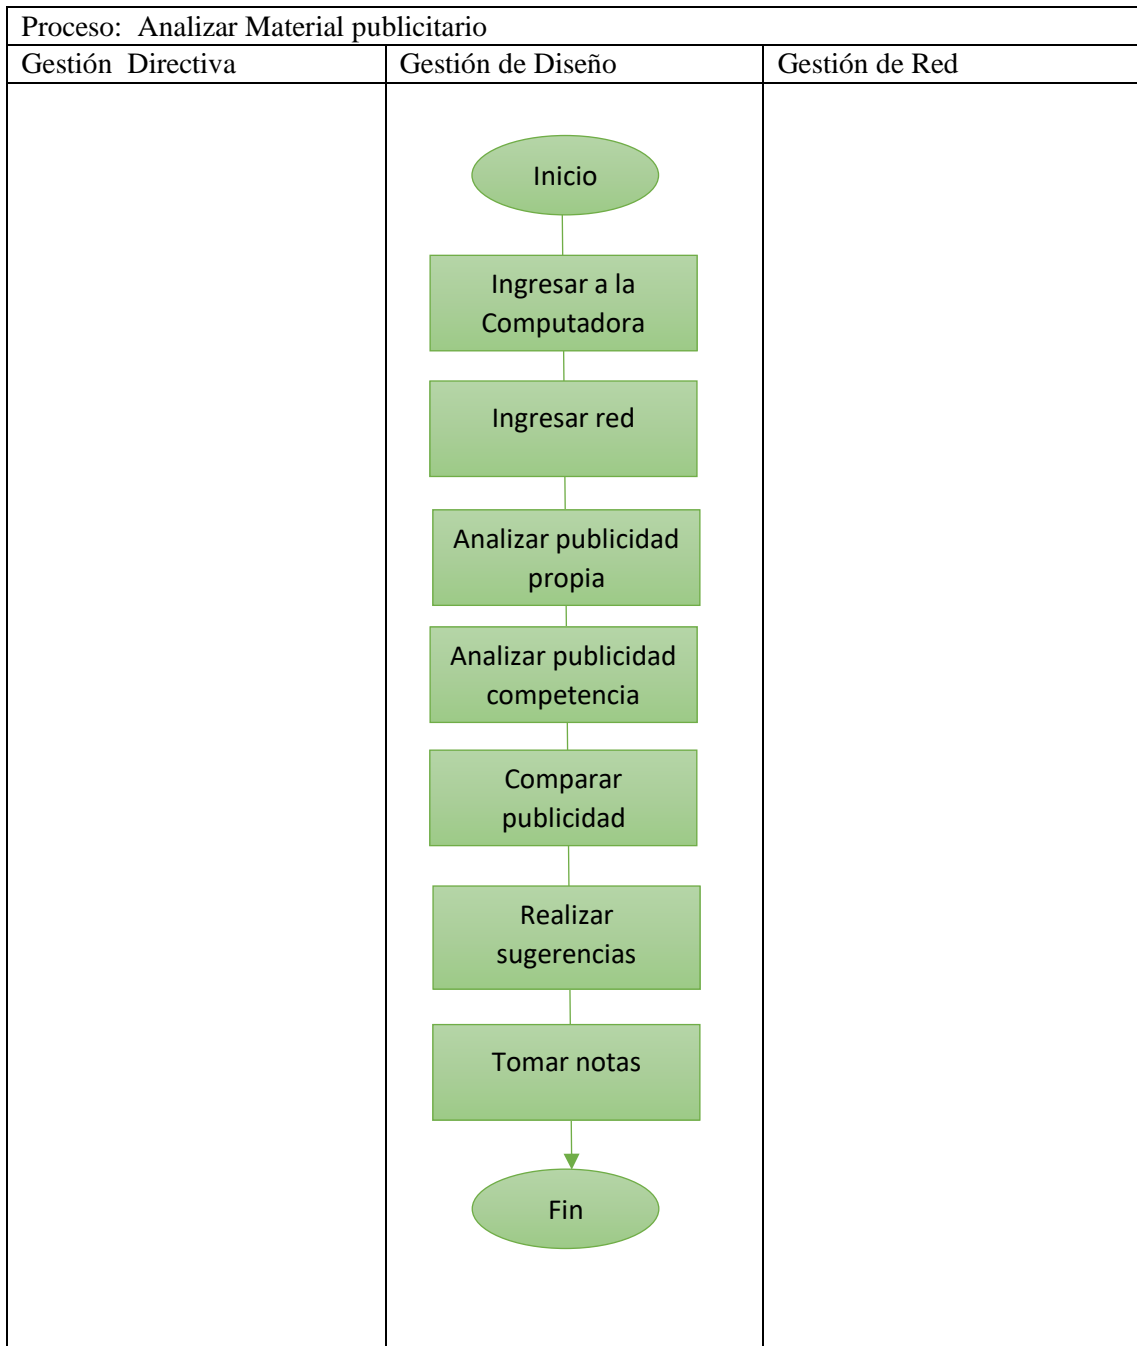 Proceso: Analizar Material publicitario
Gestión Directiva
Gestión de Diseño
Gestión de Red
Inicio
Ingresar a la
Computadora
Ingresar red
Analizar publicidad
propia
Analizar publicidad
competencia
Comparar
publicidad
Realizar
sugerencias
Tomar notas
Fin